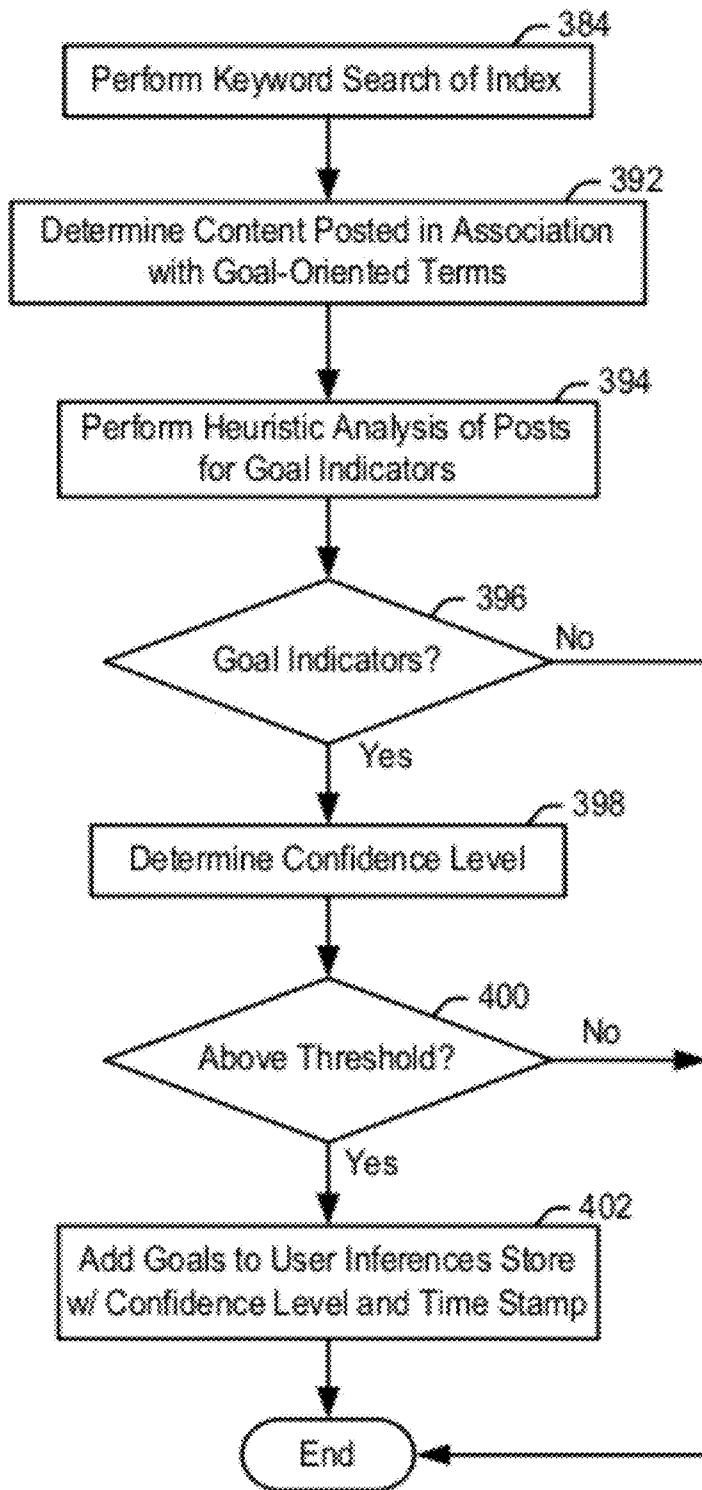 384
Perform Keyword Search of Index
392
Determine Content Posted in Association
with Goal-Oriented Terms
394
Perform Heuristic Analysis of Posts
for Goal Indicators
396
Goal Indicators?
No
Yes
398
Determine Confidence Level
400
Above Threshold?
No
Yes
402
Add Goals to User Inferences Store
w/ Confidence Level and Time Stamp
End